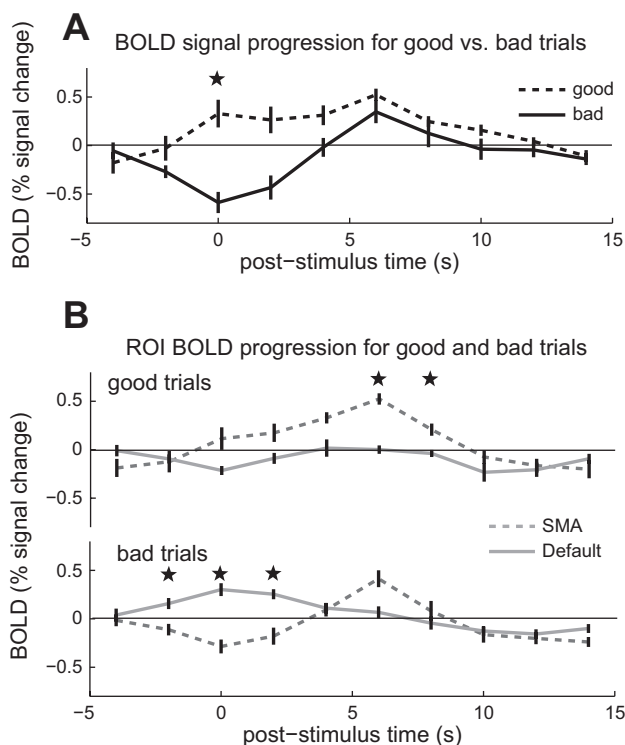 A
BOLD signal progression for good vs. bad trials
★
0.5
0
−0.5
BOLD (% signal change)
good
bad
−5 0 5 10 15
post−stimulus time (s)
B
ROI BOLD progression for good and bad trials
good trials
★ ★
0.5
0
−0.5
BOLD (% signal change)
SMA
Default
bad trials
★ ★ ★
0.5
0
−0.5
BOLD (% signal change)
−5 0 5 10 15
post−stimulus time (s)